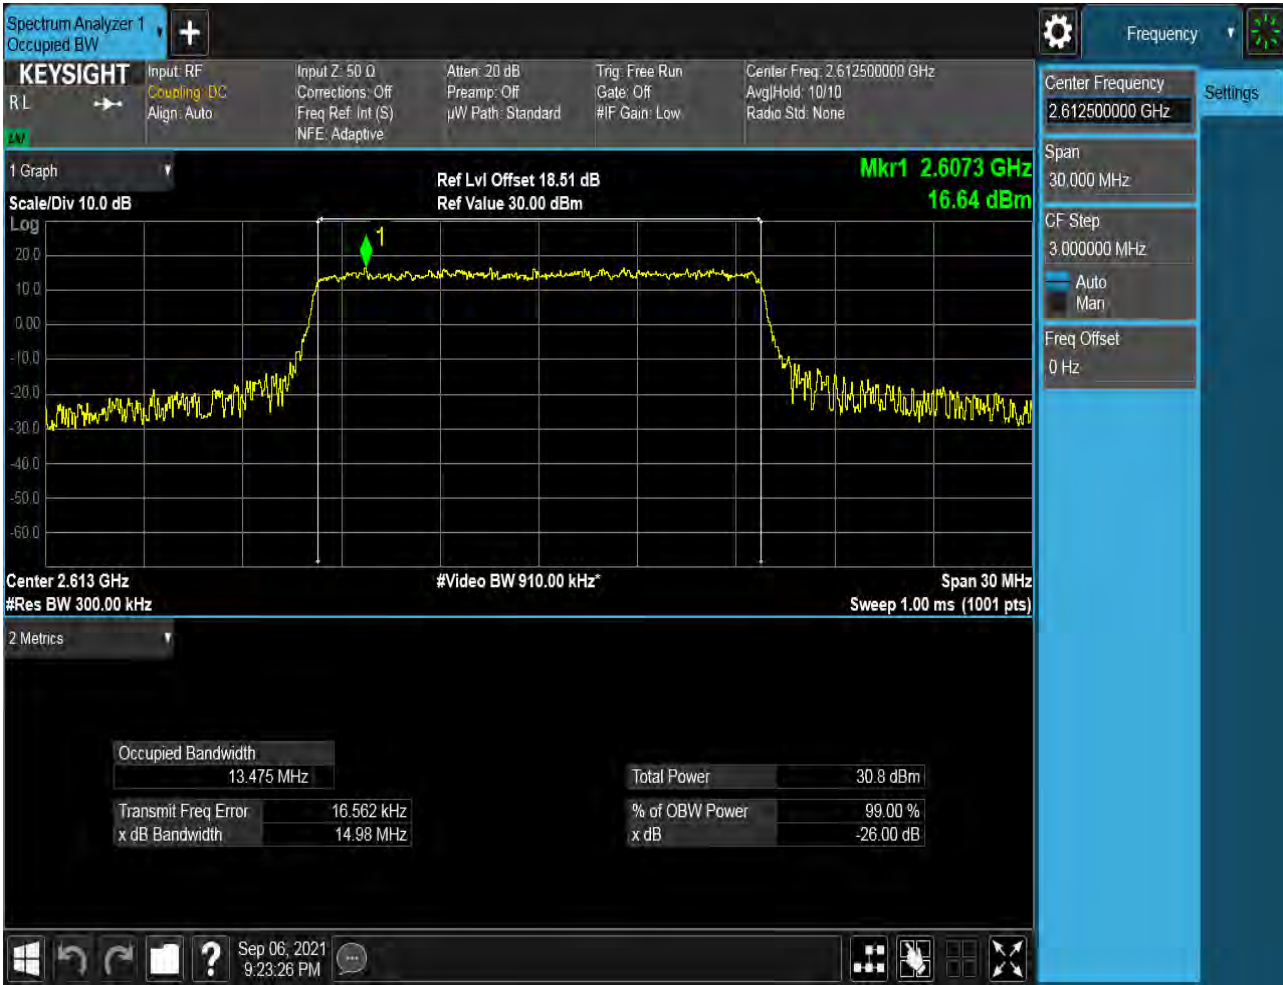 Spectrum Analyzer 1
Occupied BW
Frequency
KEYSIGHT
RL
Input: RF
Coupling: DC
Align: Auto
Input Z: 50 Ω
Corrections: Off
Freq Ref: Int (S)
NFE: Adaptive
Atten: 20 dB
Preamp: Off
µW Path: Standard
Trig: Free Run
Gate: Off
#IF Gain: Low
Center Freq: 2.612500000 GHz
Avg|Hold: 10/10
Radio Std: None
Center Frequency
2.612500000 GHz
Settings
Span
30.000 MHz
CF Step
3.000000 MHz
Auto
Man
Freq Offset
0 Hz
1 Graph
Scale/Div 10.0 dB
Log
Ref Lvl Offset 18.51 dB
Ref Value 30.00 dBm
Mkr1 2.6073 GHz
16.64 dBm
1
20.0
10.0
0.00
-10.0
-20.0
-30.0
-40.0
-50.0
-60.0
Center 2.613 GHz
#Res BW 300.00 kHz
#Video BW 910.00 kHz*
Span 30 MHz
Sweep 1.00 ms (1001 pts)
2 Metrics
Occupied Bandwidth
13.475 MHz
Transmit Freq Error 16.562 kHz
x dB Bandwidth 14.98 MHz
Total Power 30.8 dBm
% of OBW Power 99.00 %
x dB -26.00 dB
?
Sep 06, 2021
9:23:26 PM